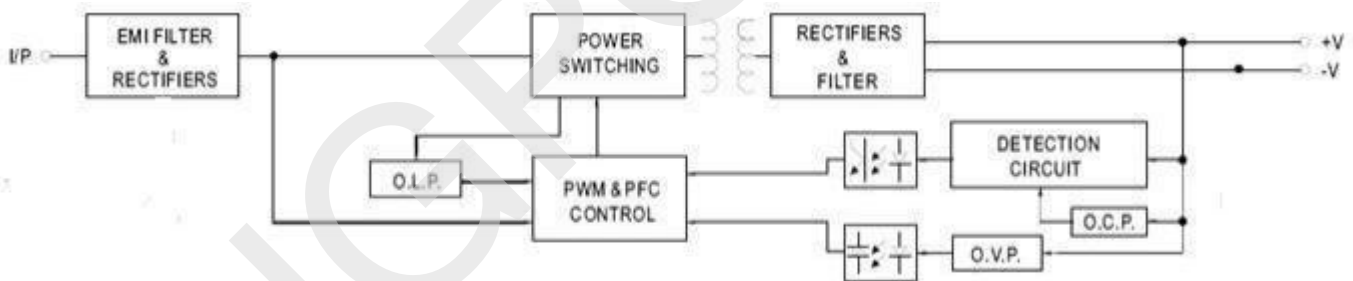 I/P
EMI FILTER
&
RECTIFIERS
POWER
SWITCHING
RECTIFIERS
&
FILTER
+V
-V
O.L.P.
PWM & PFC
CONTROL
DETECTION
CIRCUIT
O.C.P.
O.V.P.